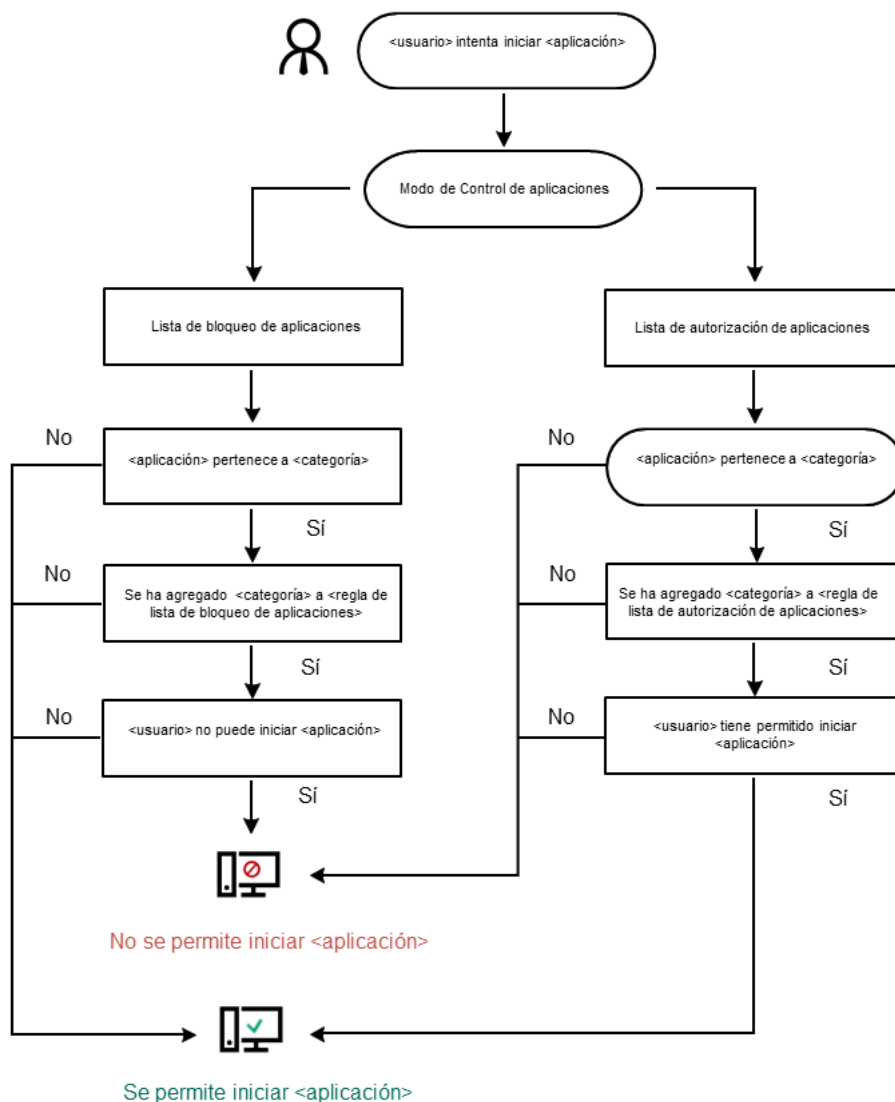 <usuario> intenta iniciar <aplicación>
Modo de Control de aplicaciones
Lista de bloqueo de aplicaciones
Lista de autorización de aplicaciones
No
<aplicación> pertenece a <categoría>
No
<aplicación> pertenece a <categoría>
Sí
Sí
No
Se ha agregado <categoría> a <regla de
lista de bloqueo de aplicaciones>
No
Se ha agregado <categoría> a <regla de
lista de autorización de aplicaciones>
Sí
Sí
No
<usuario> no puede iniciar <aplicación>
No
<usuario> tiene permitido iniciar
<aplicación>
Sí
Sí
No se permite iniciar <aplicación>
Se permite iniciar <aplicación>